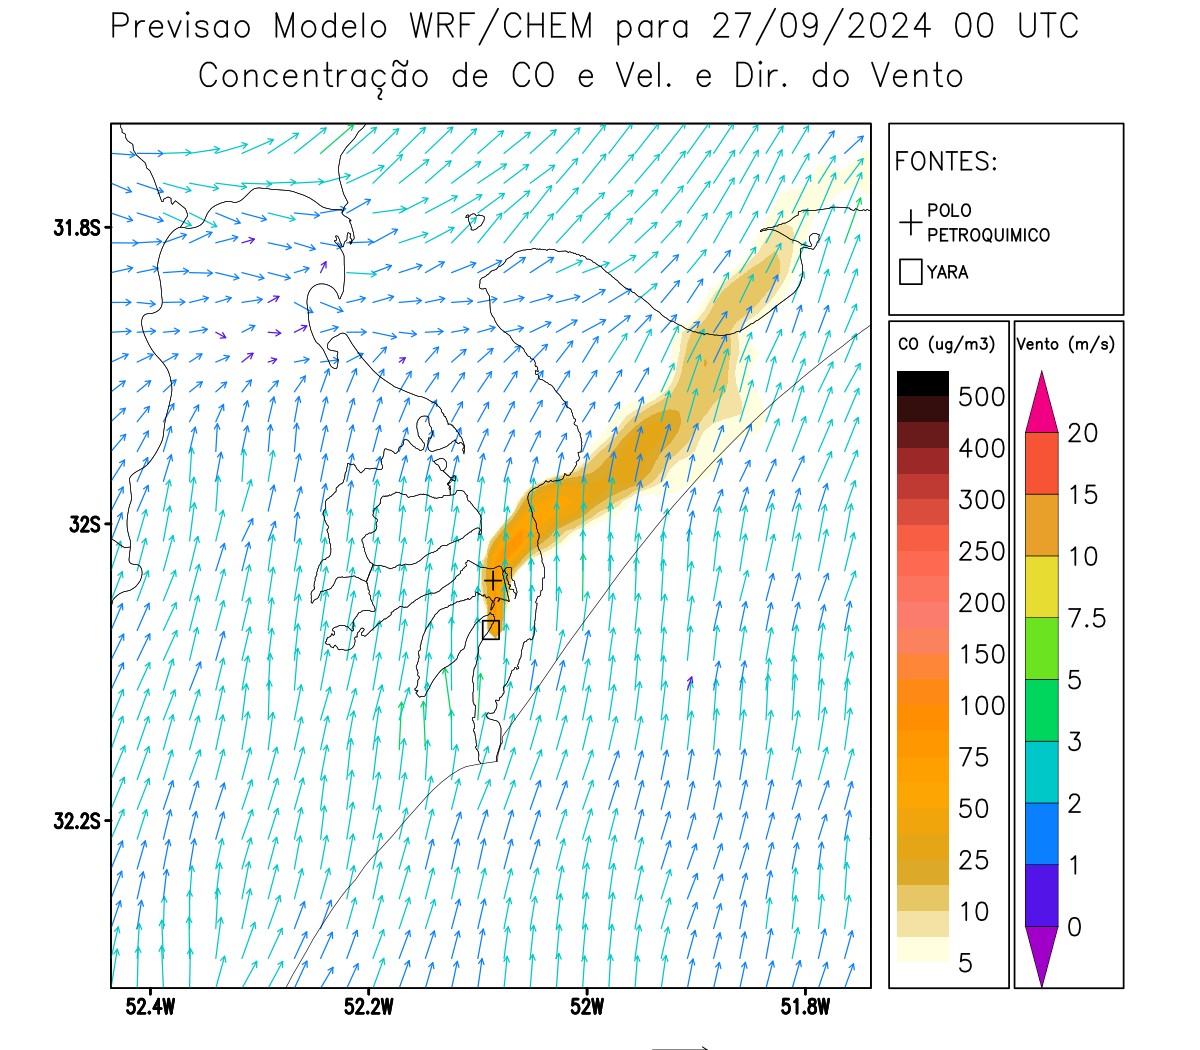 Previsao Modelo WRF/CHEM para 27/09/2024 00 UTC
Concentração de CO e Vel. e Dir. do Vento
FONTES:
POLO
PETROQUIMICO
YARA
CO (ug/m3)
500
400
300
250
200
150
100
75
50
25
10
5
Vento (m/s)
20
15
10
7.5
5
3
2
1
0
31.8S
32S
32.2S
52.4W
52.2W
52W
51.8W